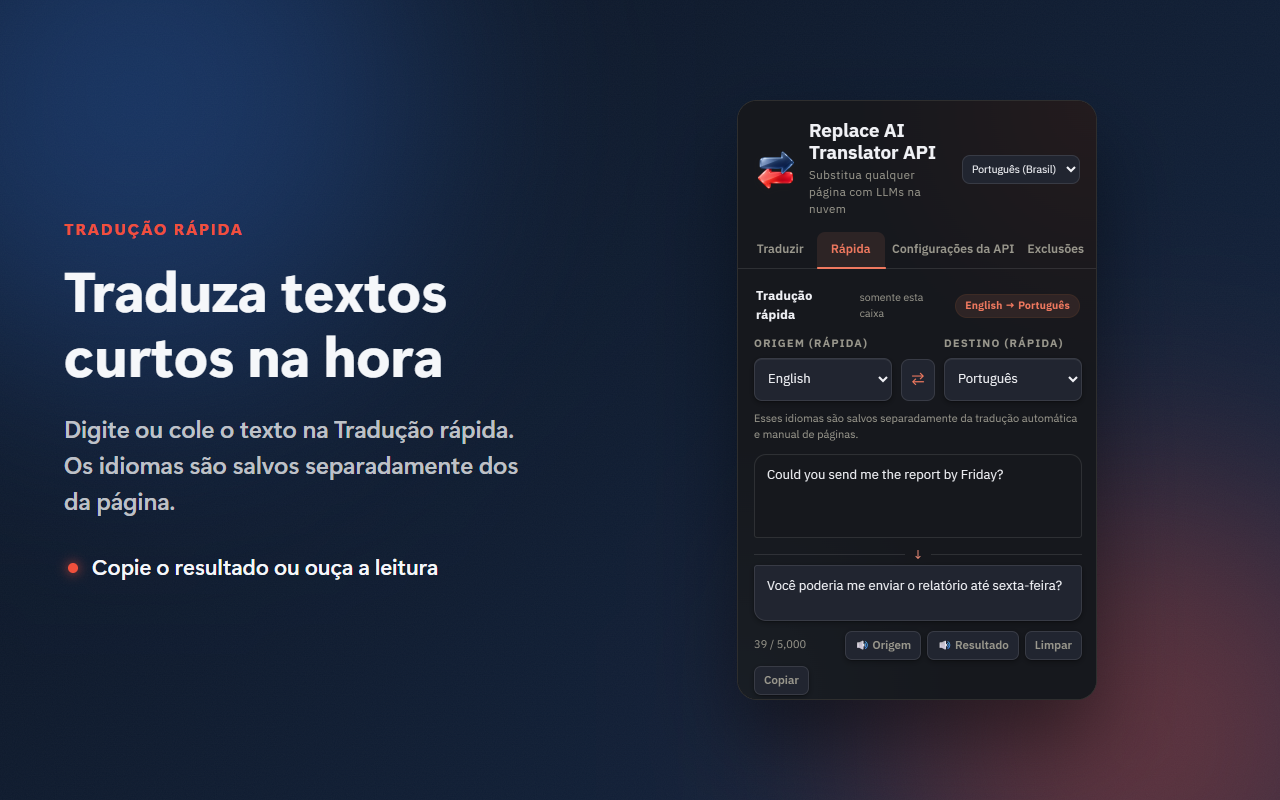 TRADUÇÃO RÁPIDA
Traduza textos
curtos na hora
Digite ou cole o texto na Tradução rápida.
Os idiomas são salvos separadamente dos
da página.
Copie o resultado ou ouça a leitura
Replace AI
Translator API
Substitua qualquer
página com LLMs na
nuvem
Português (Brasil)
Traduzir Rápida Configurações da API Exclusões
Tradução
rápida
somente esta
caixa
English → Português
ORIGEM (RÁPIDA) DESTINO (RÁPIDA)
English ⇄ Português
Esses idiomas são salvos separadamente da tradução automática
e manual de páginas.
Could you send me the report by Friday?
↓
Você poderia me enviar o relatório até sexta-feira?
39 / 5,000 🔊 Origem 🔊 Resultado Limpar
Copiar